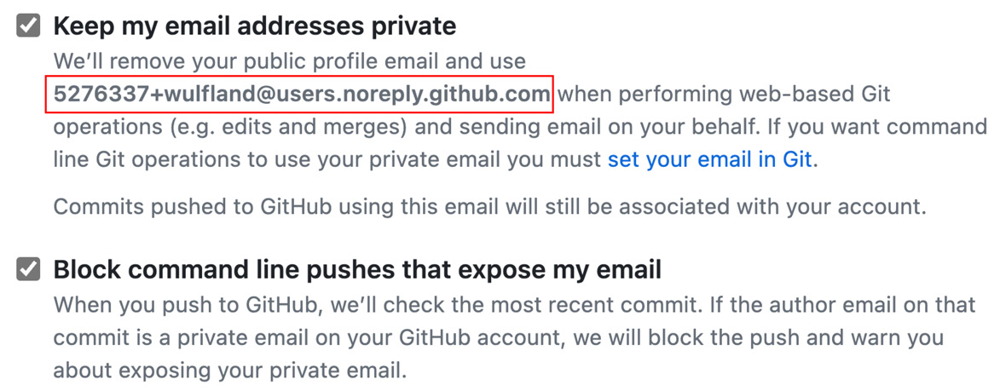 Keep my email addresses private
We’ll remove your public profile email and use
5276337+wulfland@users.noreply.github.com when performing web-based Git
operations (e.g. edits and merges) and sending email on your behalf. If you want command
line Git operations to use your private email you must set your email in Git.
Commits pushed to GitHub using this email will still be associated with your account.
Block command line pushes that expose my email
When you push to GitHub, we’ll check the most recent commit. If the author email on that
commit is a private email on your GitHub account, we will block the push and warn you
about exposing your private email.